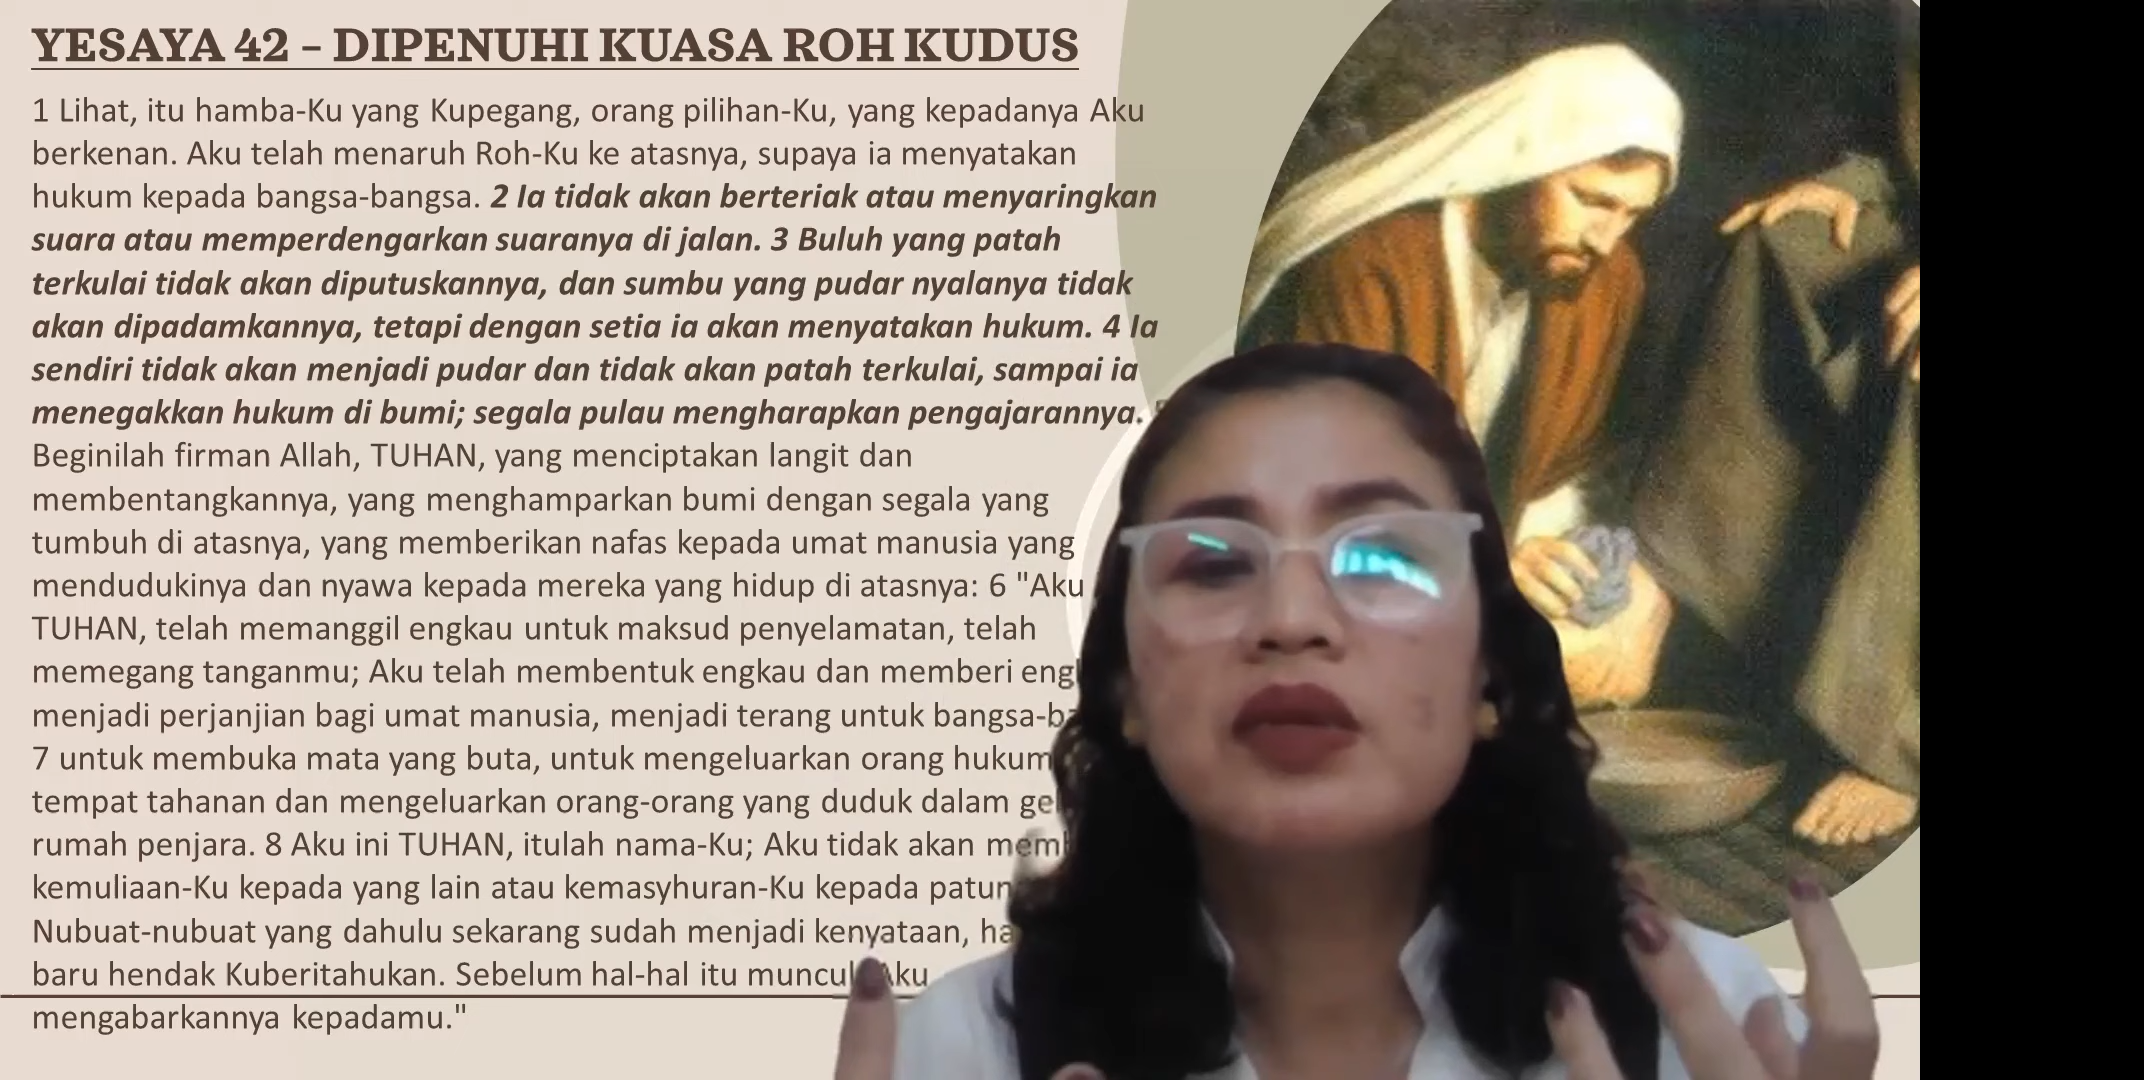 YESAYA 42 – DIPENUHI KUASA ROH KUDUS
1 Lihat, itu hamba-Ku yang Kupegang, orang pilihan-Ku, yang kepadanya Aku
berkenan. Aku telah menaruh Roh-Ku ke atasnya, supaya ia menyatakan
hukum kepada bangsa-bangsa. 2 Ia tidak akan berteriak atau menyaringkan
suara atau memperdengarkan suaranya di jalan. 3 Buluh yang patah
terkulai tidak akan diputuskannya, dan sumbu yang pudar nyalanya tidak
akan dipadamkannya, tetapi dengan setia ia akan menyatakan hukum. 4 Ia
sendiri tidak akan menjadi pudar dan tidak akan patah terkulai, sampai ia
menegakkan hukum di bumi; segala pulau mengharapkan pengajarannya.
Beginilah firman Allah, TUHAN, yang menciptakan langit dan
membentangkannya, yang menghamparkan bumi dengan segala yang
tumbuh di atasnya, yang memberikan nafas kepada umat manusia yang
mendudukinya dan nyawa kepada mereka yang hidup di atasnya: 6 "Aku
TUHAN, telah memanggil engkau untuk maksud penyelamatan, telah
memegang tanganmu; Aku telah membentuk engkau dan memberi
menjadi perjanjian bagi umat manusia, menjadi terang untuk
7 untuk membuka mata yang buta, untuk mengeluarkan orang hukum
tempat tahanan dan mengeluarkan orang-orang yang duduk dalam
rumah penjara. 8 Aku ini TUHAN, itulah nama-Ku; Aku tidak akan
kemuliaan-Ku kepada yang lain atau kemasyhuran-Ku kepada
Nubuat-nubuat yang dahulu sekarang sudah menjadi kenyataan,
baru hendak Kuberitahukan. Sebelum hal-hal itu muncul, Aku
mengabarkannya kepadamu."